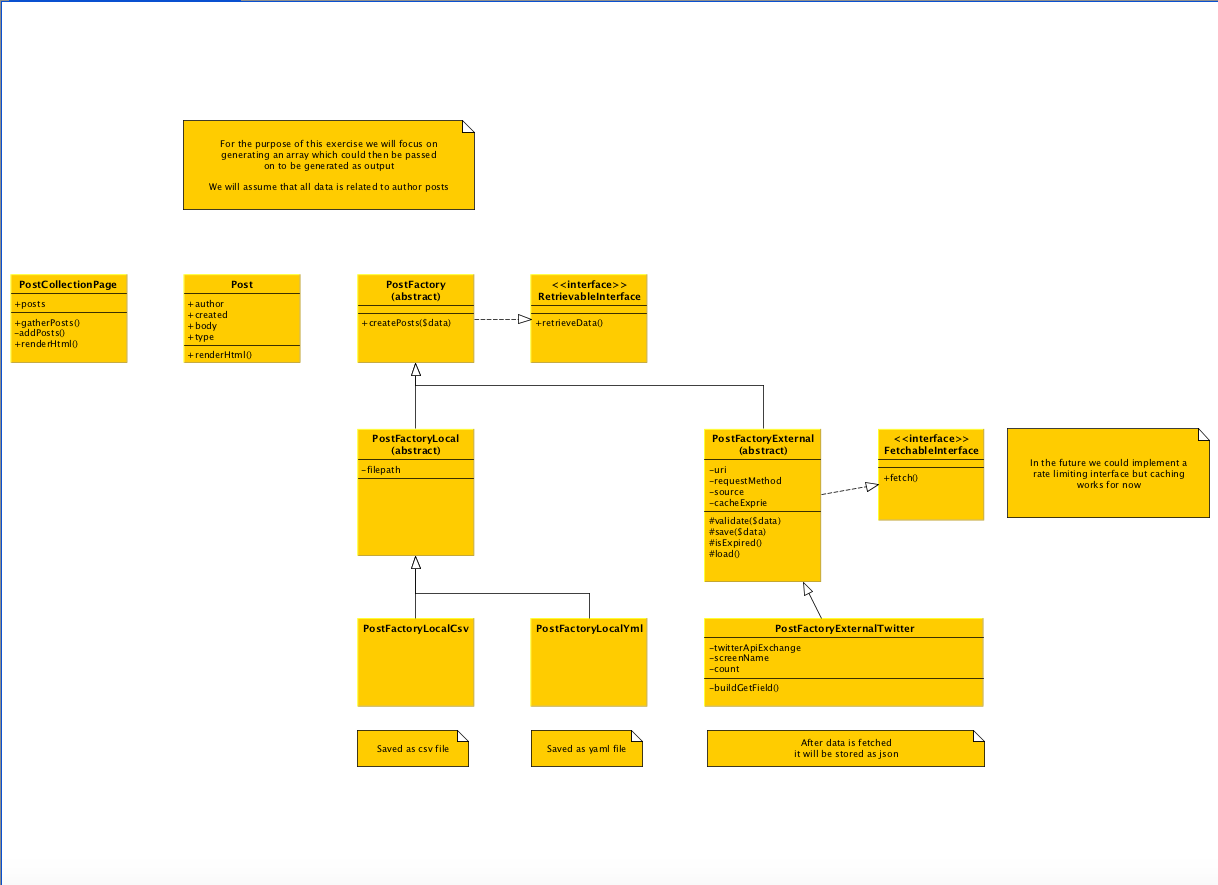 For the purpose of this exercise we will focus on
generating an array which could then be passed
on to be generated as output
We will assume that all data is related to author posts
PostCollectionPage
+posts
+gatherPosts()
-addPosts()
+renderHtml()
Post
+author
+created
+body
+type
+renderHtml()
PostFactory
(abstract)
+createPosts($data)
<<interface>>
RetrievableInterface
+retrieveData()
PostFactoryLocal
(abstract)
-filepath
PostFactoryExternal
(abstract)
-uri
-requestMethod
-source
-cacheExprie
#validate($data)
#save($data)
#isExpired()
#load()
<<interface>>
FetchableInterface
+fetch()
In the future we could implement a
rate limiting interface but caching
works for now
PostFactoryLocalCsv
PostFactoryLocalYml
PostFactoryExternalTwitter
-twitterApiExchange
-screenName
-count
-buildGetField()
Saved as csv file
Saved as yaml file
After data is fetched
it will be stored as json